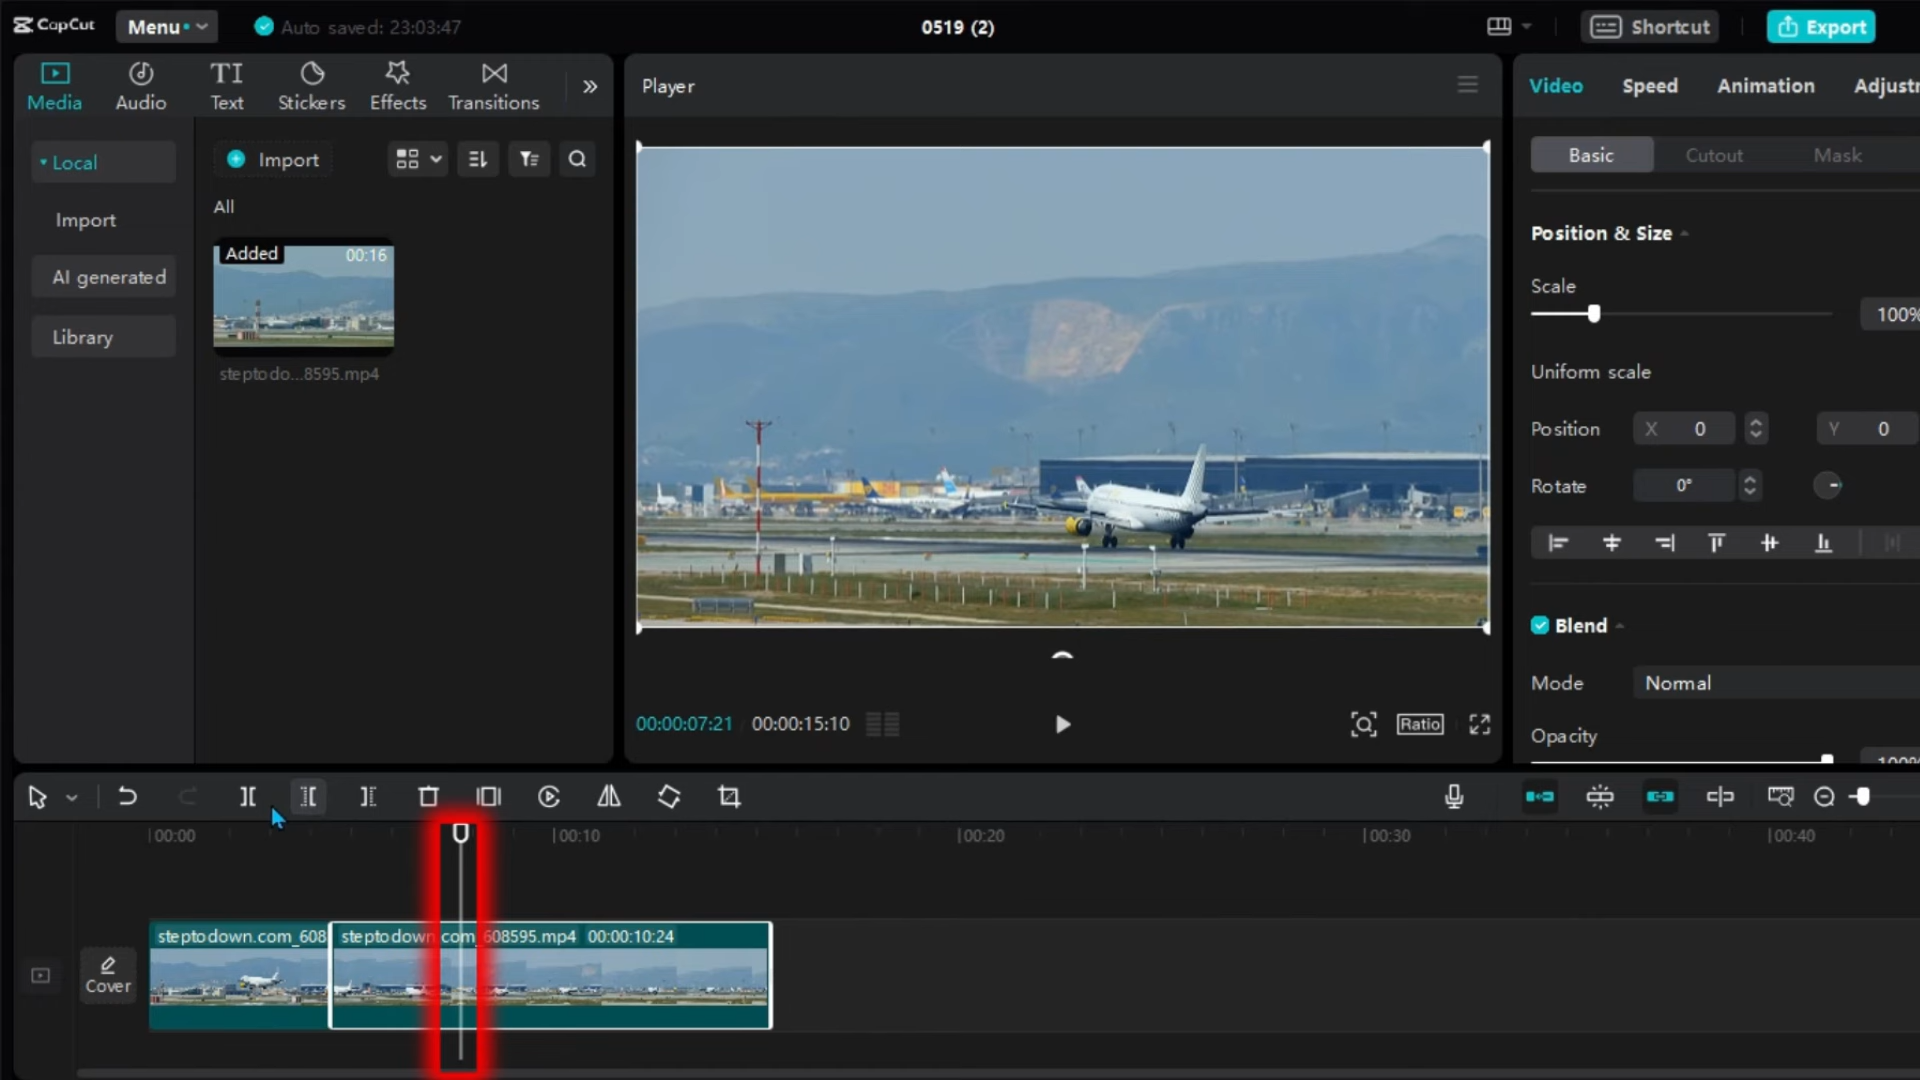 CapCut
Menu
Auto saved: 23:03:47
0519 (2)
Shortcut
Export
Media
Audio
TI
Text
Stickers
Effects
Transitions
Player
Video
Speed
Animation
Adjustr
Local
Import
AI generated
Library
Import
All
Added
00:16
steptodo...8595.mp4
Basic
Cutout
Mask
Position & Size
Scale
100%
Uniform scale
Position
X 0
Y 0
Rotate
0°
Blend
Mode
Normal
Opacity
100%
00:00:07:21
00:00:15:10
Ratio
00:00
00:10
00:20
00:30
00:40
Cover
steptodown.com_608
steptodown.com_608595.mp4 00:00:10:24